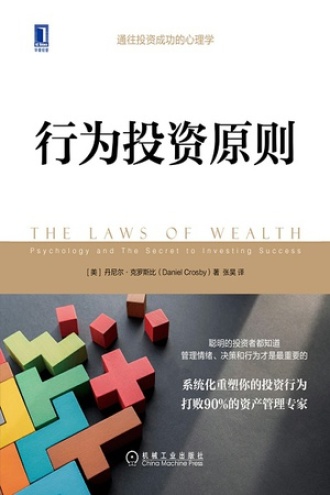 华章经管
通往投资成功的心理学
行为投资原则
THE LAWS OF WEALTH
Psychology and The Secret to Investing Success
[美] 丹尼尔·克罗斯比(Daniel Crosby) 著 张昊 译
聪明的投资者都知道
管理情绪、决策和行为才是最重要的
系统化重塑你的投资行为
打败90%的资产管理专家
机械工业出版社
China Machine Press